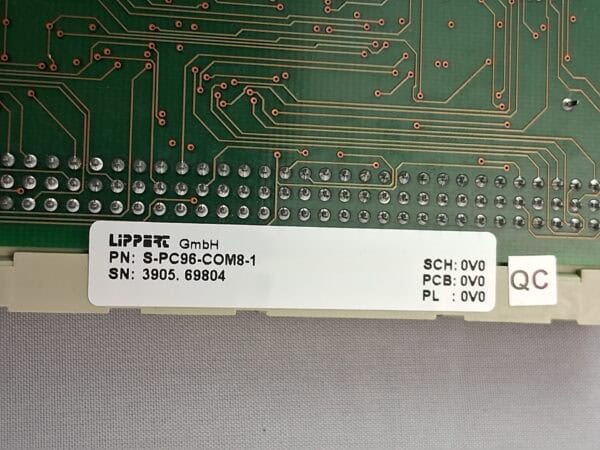 LiPPERT GmbH
PN: S-PC96-COM8-1
SN: 3905. 69804
SCH: 0V0
PCB: 0V0
PL : 0V0
QC